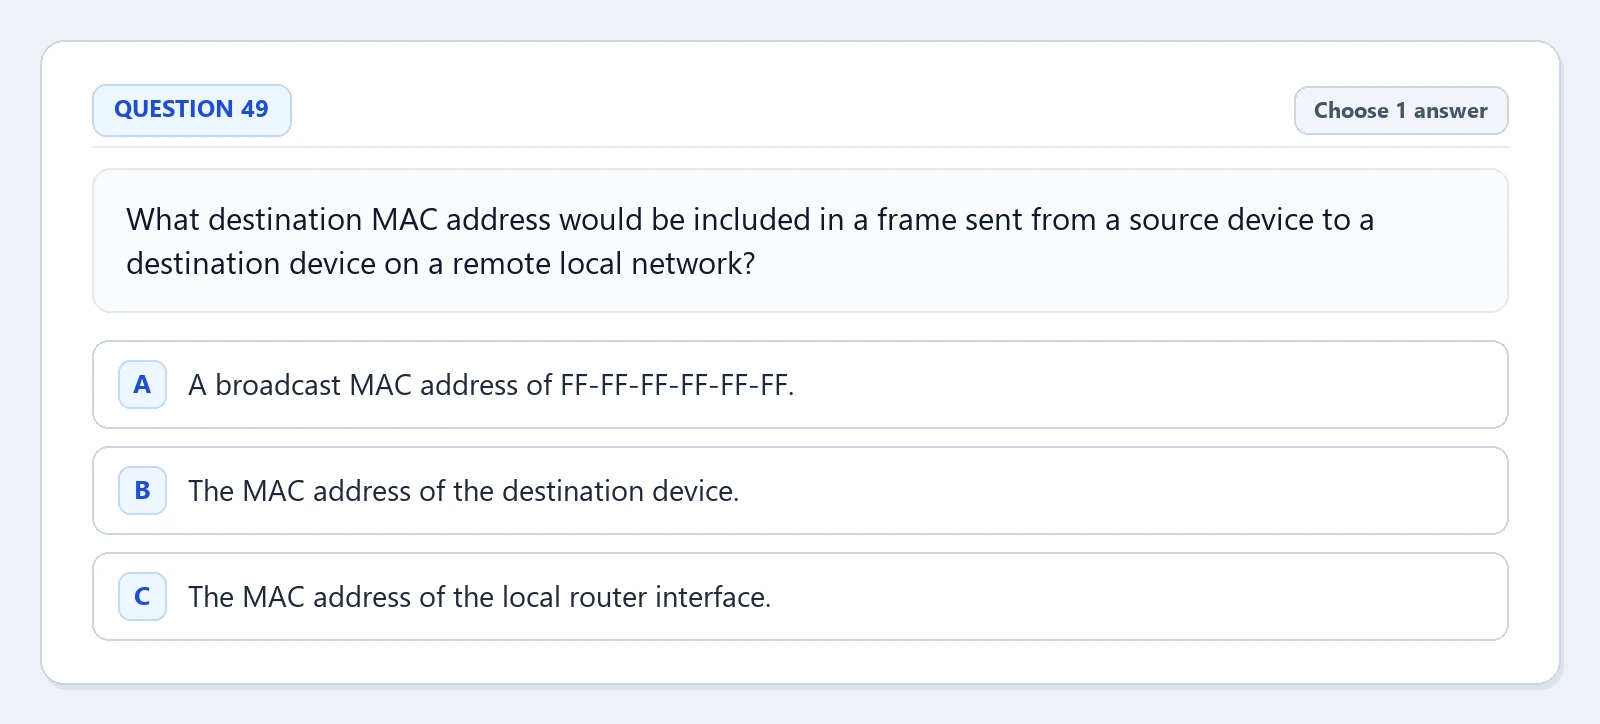 QUESTION 49
Choose 1 answer
What destination MAC address would be included in a frame sent from a source device to a
destination device on a remote local network?
A
A broadcast MAC address of FF-FF-FF-FF-FF-FF.
B
The MAC address of the destination device.
C
The MAC address of the local router interface.